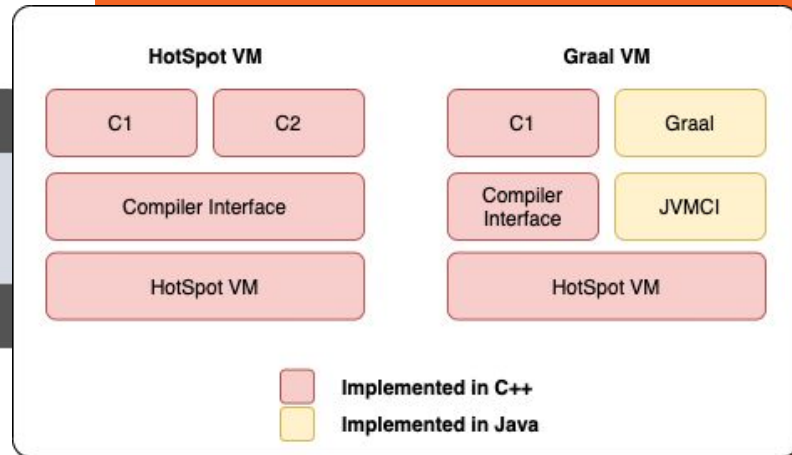 HotSpot VM
Graal VM
C1
C2
C1
Graal
Compiler Interface
Compiler
Interface
JVMCI
HotSpot VM
HotSpot VM
Implemented in C++
Implemented in Java